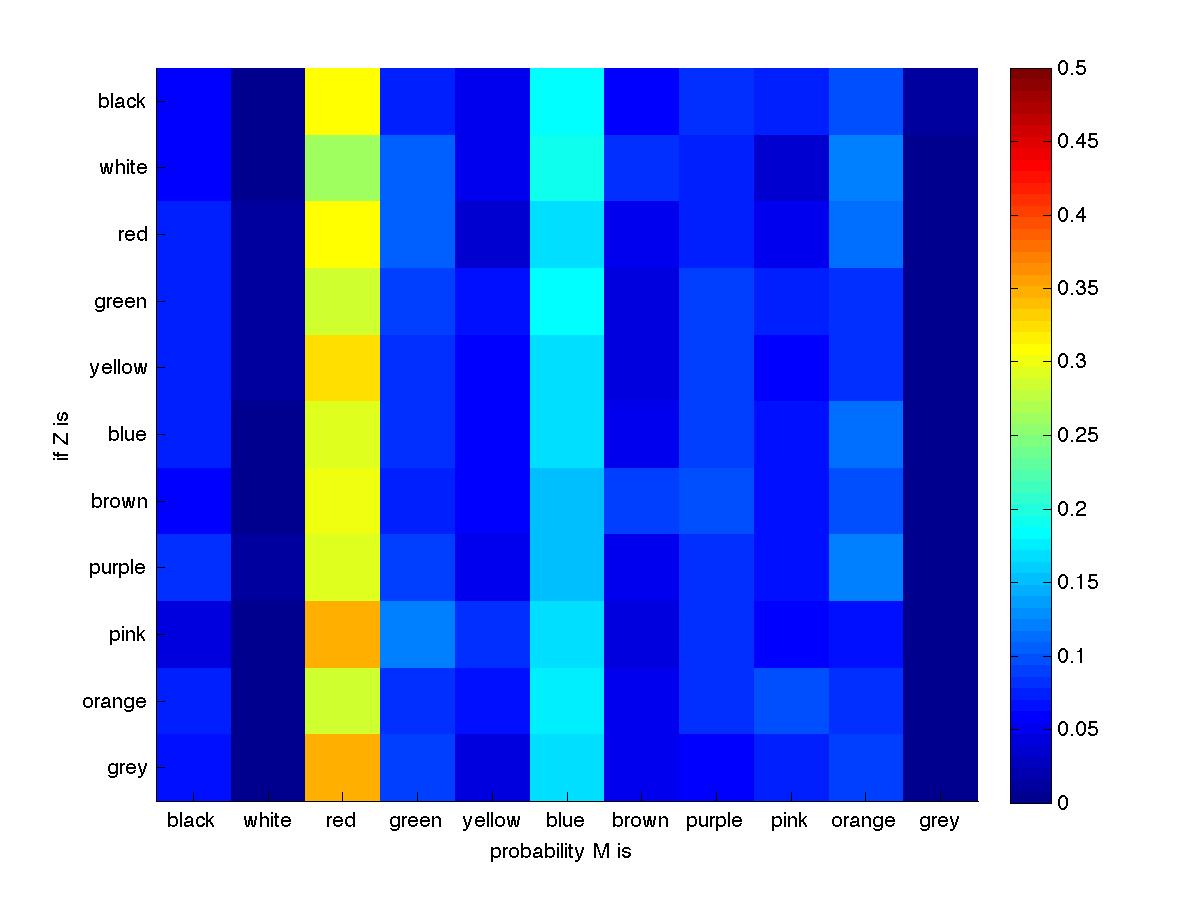 black
white
red
green
yellow
blue
brown
purple
pink
orange
grey
if Z is
black white red green yellow blue brown purple pink orange grey
probability M is
0.5
0.45
0.4
0.35
0.3
0.25
0.2
0.15
0.1
0.05
0